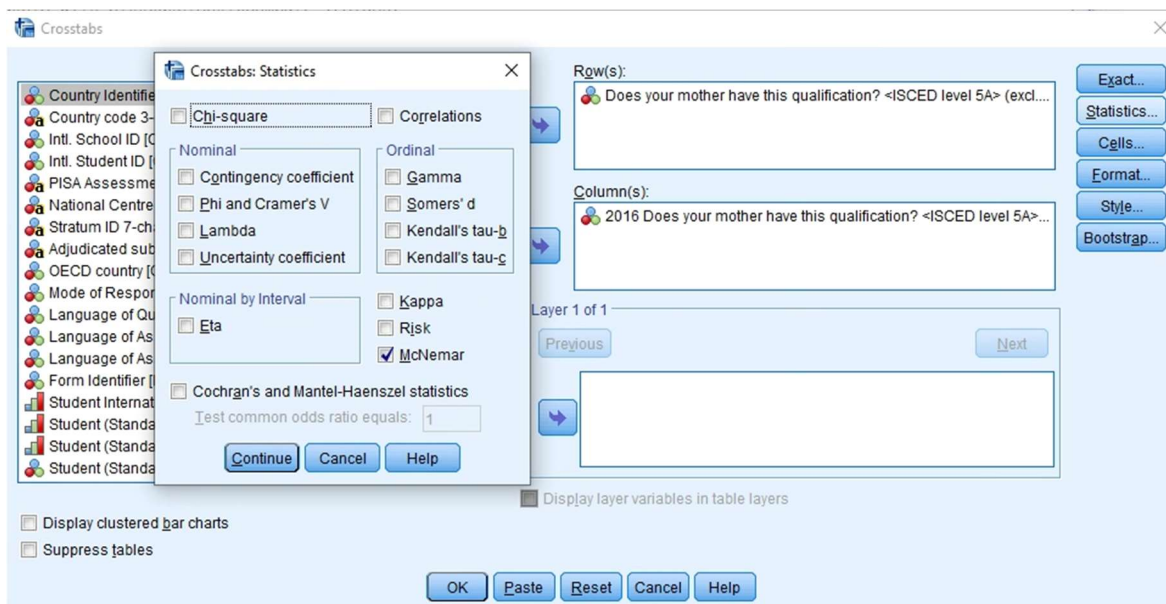 Crosstabs
Crosstabs: Statistics
Chi-square
Correlations
Nominal
Contingency coefficient
Phi and Cramer's V
Lambda
Uncertainty coefficient
Ordinal
Gamma
Somers' d
Kendall's tau-b
Kendall's tau-c
Nominal by Interval
Eta
Kappa
Risk
McNemar
Cochran's and Mantel-Haenszel statistics
Test common odds ratio equals: 1
Continue Cancel Help
Country Identifie
Country code 3-
Intl. School ID [
Intl. Student ID [
PISA Assessme
National Centre
Stratum ID 7-ch
Adjudicated sub
OECD country [
Mode of Respor
Language of Qu
Language of As
Language of As
Form Identifier [
Student Internat
Student (Standa
Student (Standa
Student (Standa
Row(s):
Does your mother have this qualification? <ISCED level 5A> (excl....
Column(s):
2016 Does your mother have this qualification? <ISCED level 5A>...
Layer 1 of 1
Previous Next
Display layer variables in table layers
Exact...
Statistics...
Cells...
Format...
Style...
Bootstrap...
Display clustered bar charts
Suppress tables
OK Paste Reset Cancel Help